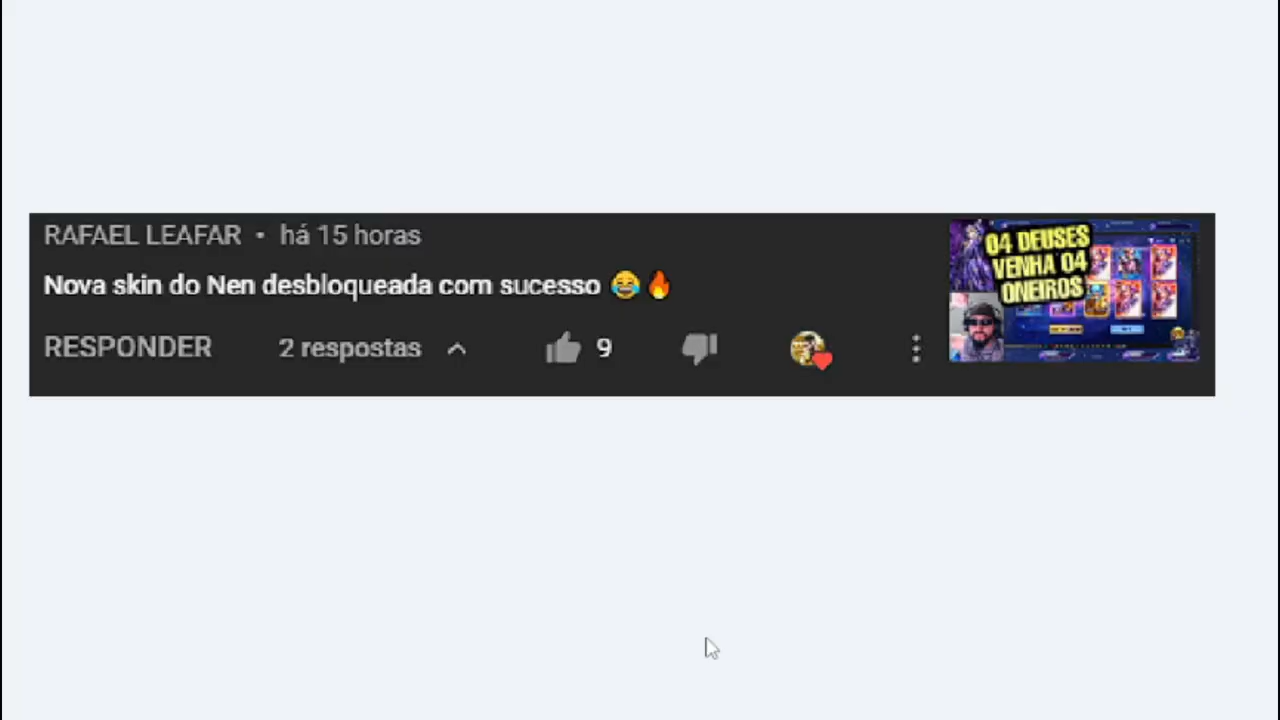 RAFAEL LEAFAR • há 15 horas
Nova skin do Nen desbloqueada com sucesso 😂🔥
RESPONDER 2 respostas 9
04 DEUSES
VENHA 04
ONEIROS